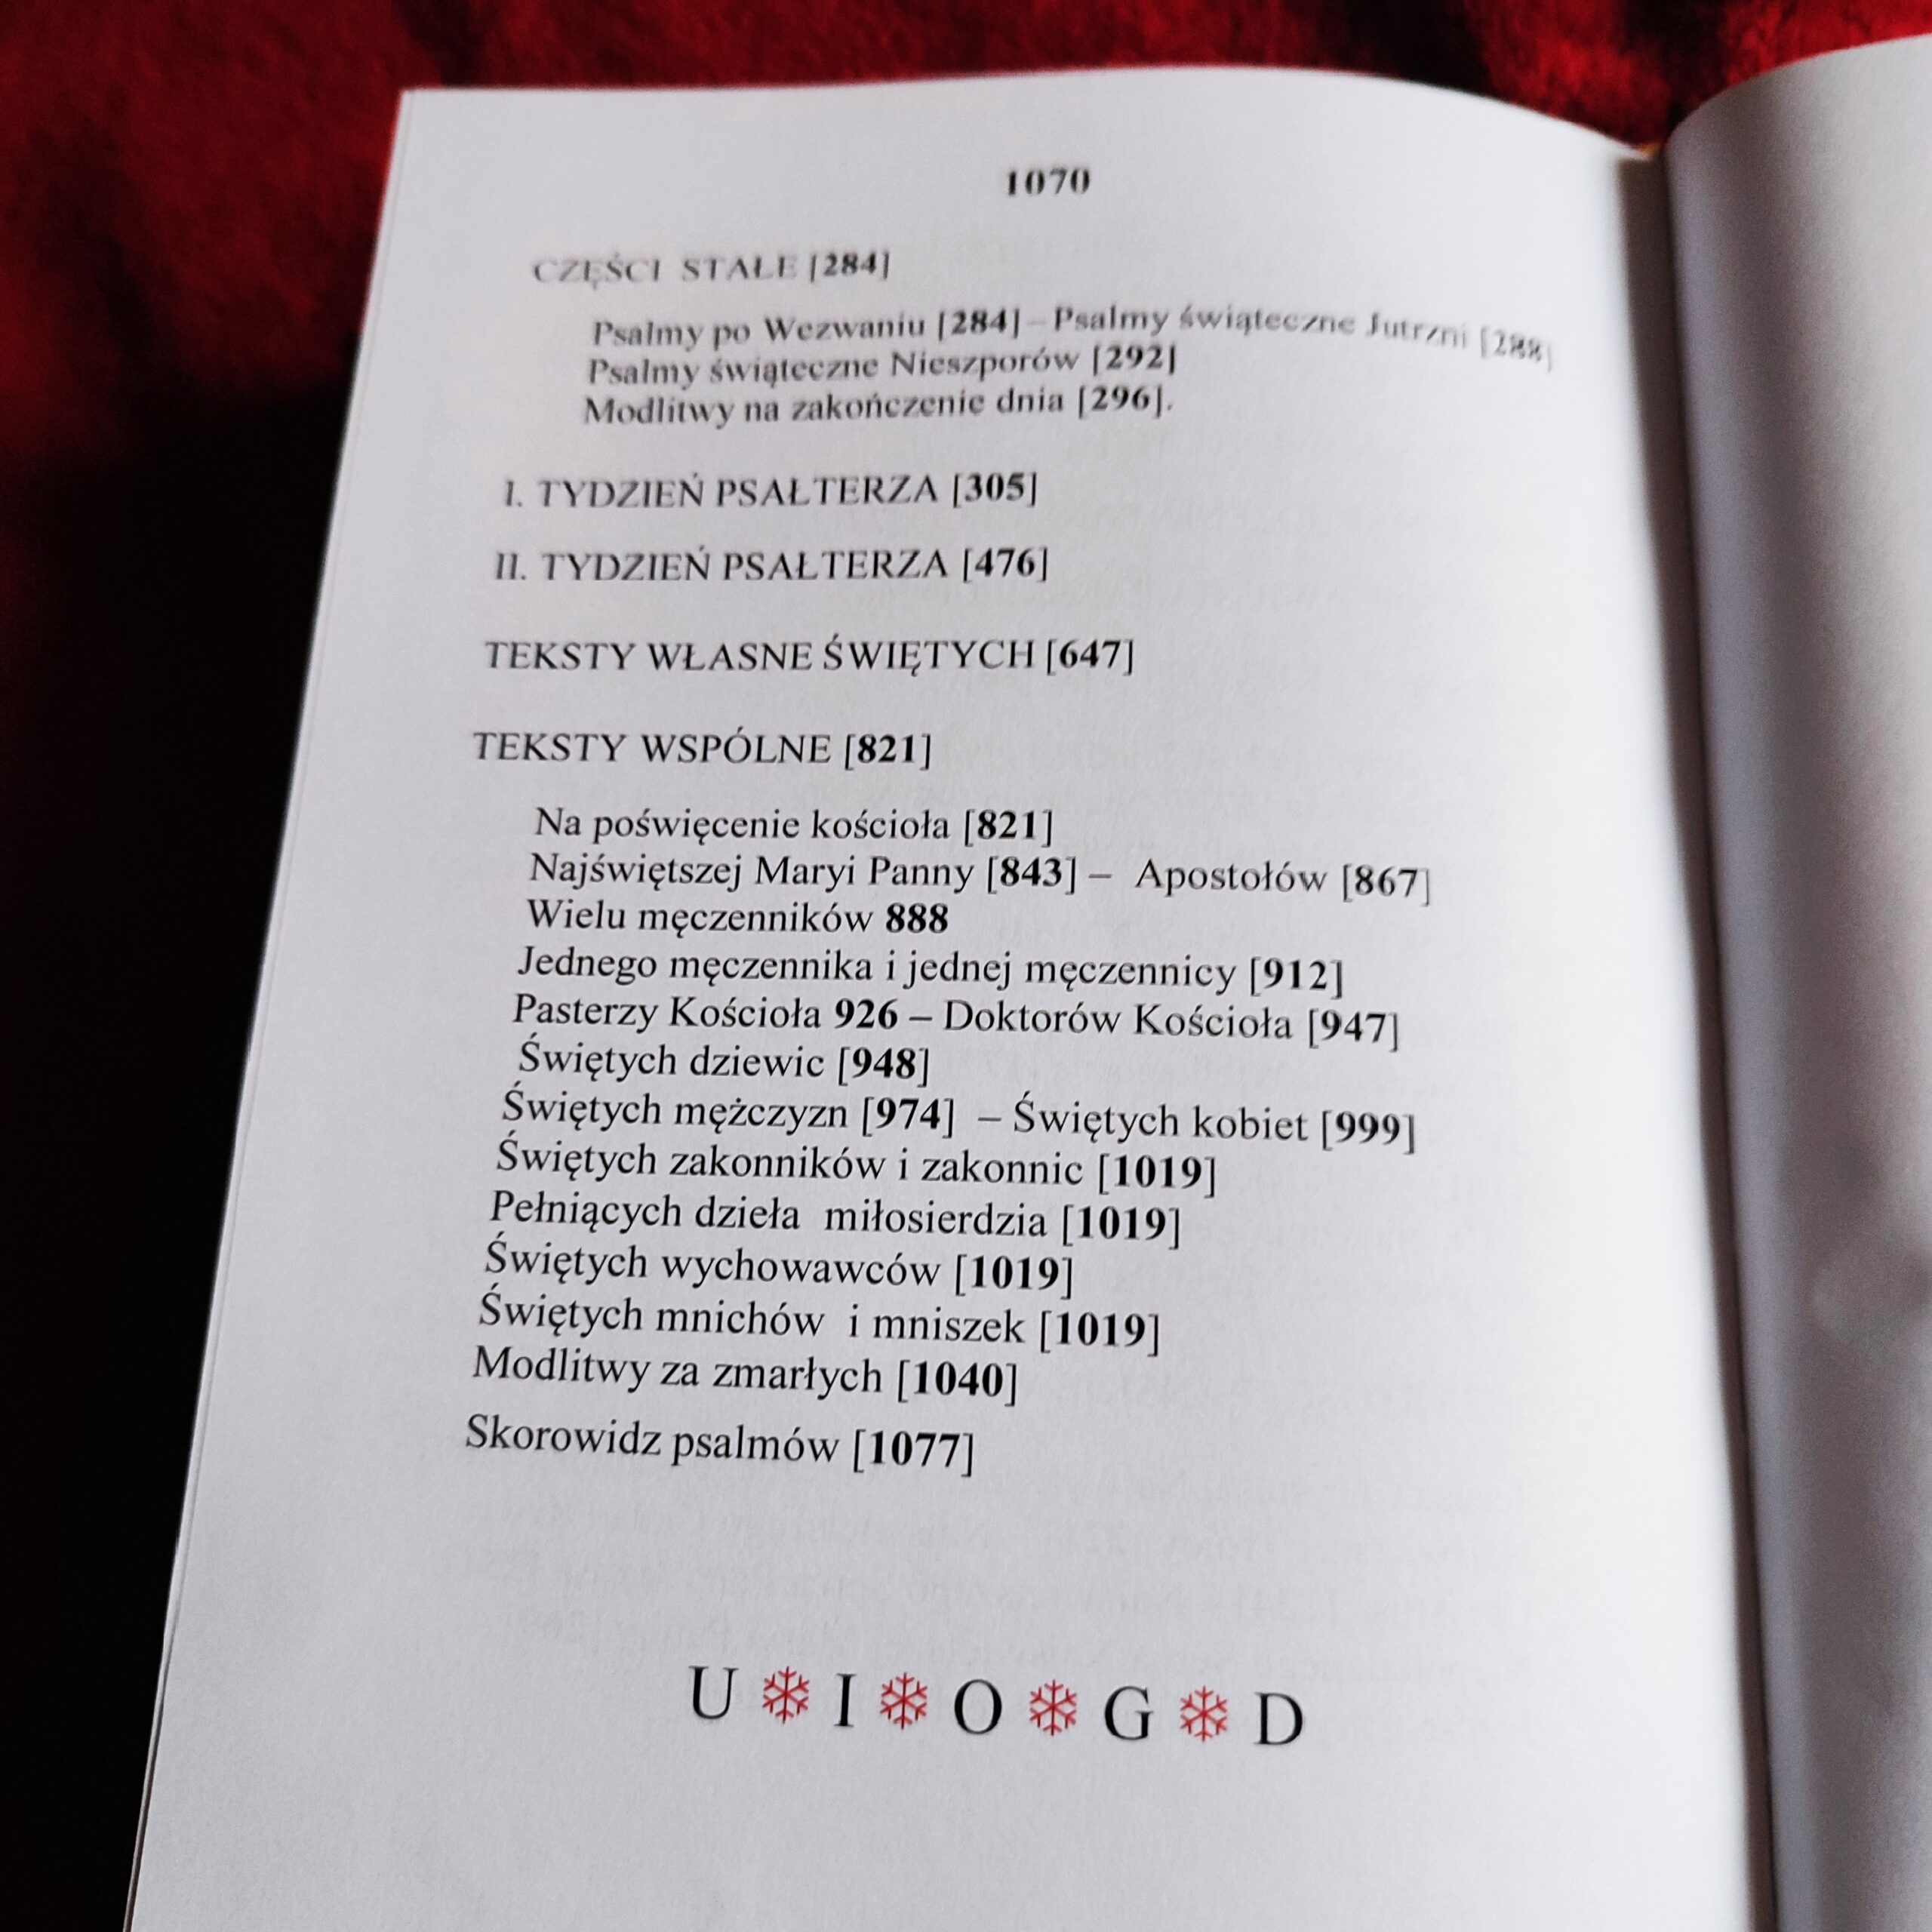 1070
CZĘŚCI STAŁE [284]
Psalmy po Wezwaniu [284] – Psalmy świąteczne Jutrzni [288]
Psalmy świąteczne Nieszporów [292]
Modlitwy na zakończenie dnia [296].
I. TYDZIEŃ PSAŁTERZA [305]
II. TYDZIEŃ PSAŁTERZA [476]
TEKSTY WŁASNE ŚWIĘTYCH [647]
TEKSTY WSPÓLNE [821]
Na poświęcenie kościoła [821]
Najświętszej Maryi Panny [843] – Apostołów [867]
Wielu męczenników 888
Jednego męczennika i jednej męczennicy [912]
Pasterzy Kościoła 926 – Doktorów Kościoła [947]
Świętych dziewic [948]
Świętych mężczyzn [974] – Świętych kobiet [999]
Świętych zakonników i zakonnic [1019]
Pełniących dzieła miłosierdzia [1019]
Świętych wychowawców [1019]
Świętych mnichów i mniszek [1019]
Modlitwy za zmarłych [1040]
Skorowidz psalmów [1077]
U ❄ I ❄ O ❄ G ❄ D